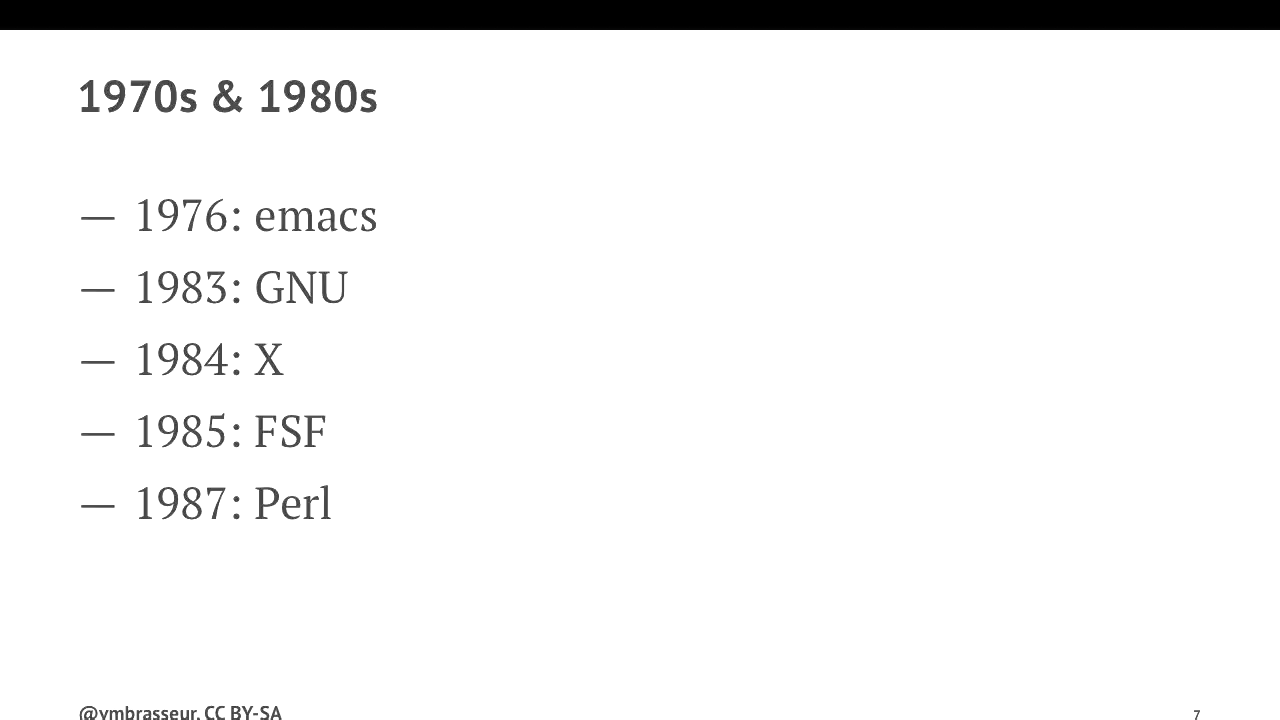 1970s & 1980s
— 1976: emacs
— 1983: GNU
— 1984: X
— 1985: FSF
— 1987: Perl
@vmbrasseur, CC BY-SA
7